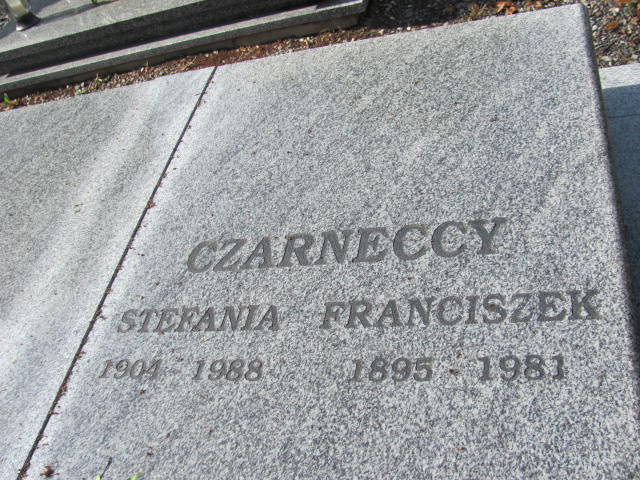 CZARNECCY
STEFANIA FRANCISZEK
1904 - 1988 1895 - 1981